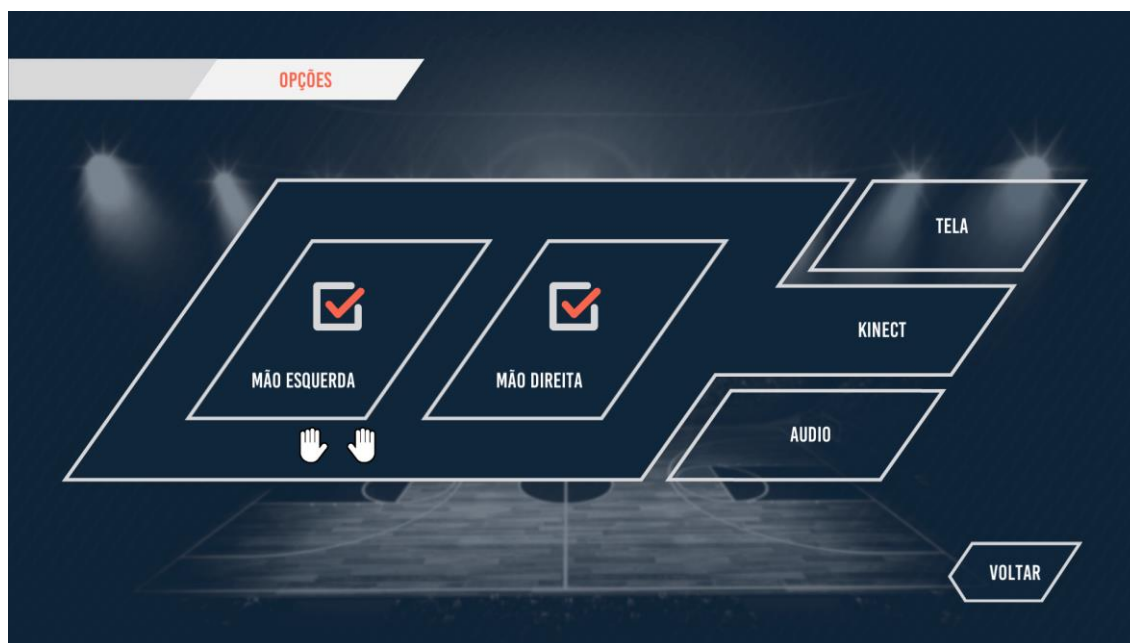 OPÇÕES
TELA
KINECT
MÃO ESQUERDA
MÃO DIREITA
AUDIO
VOLTAR